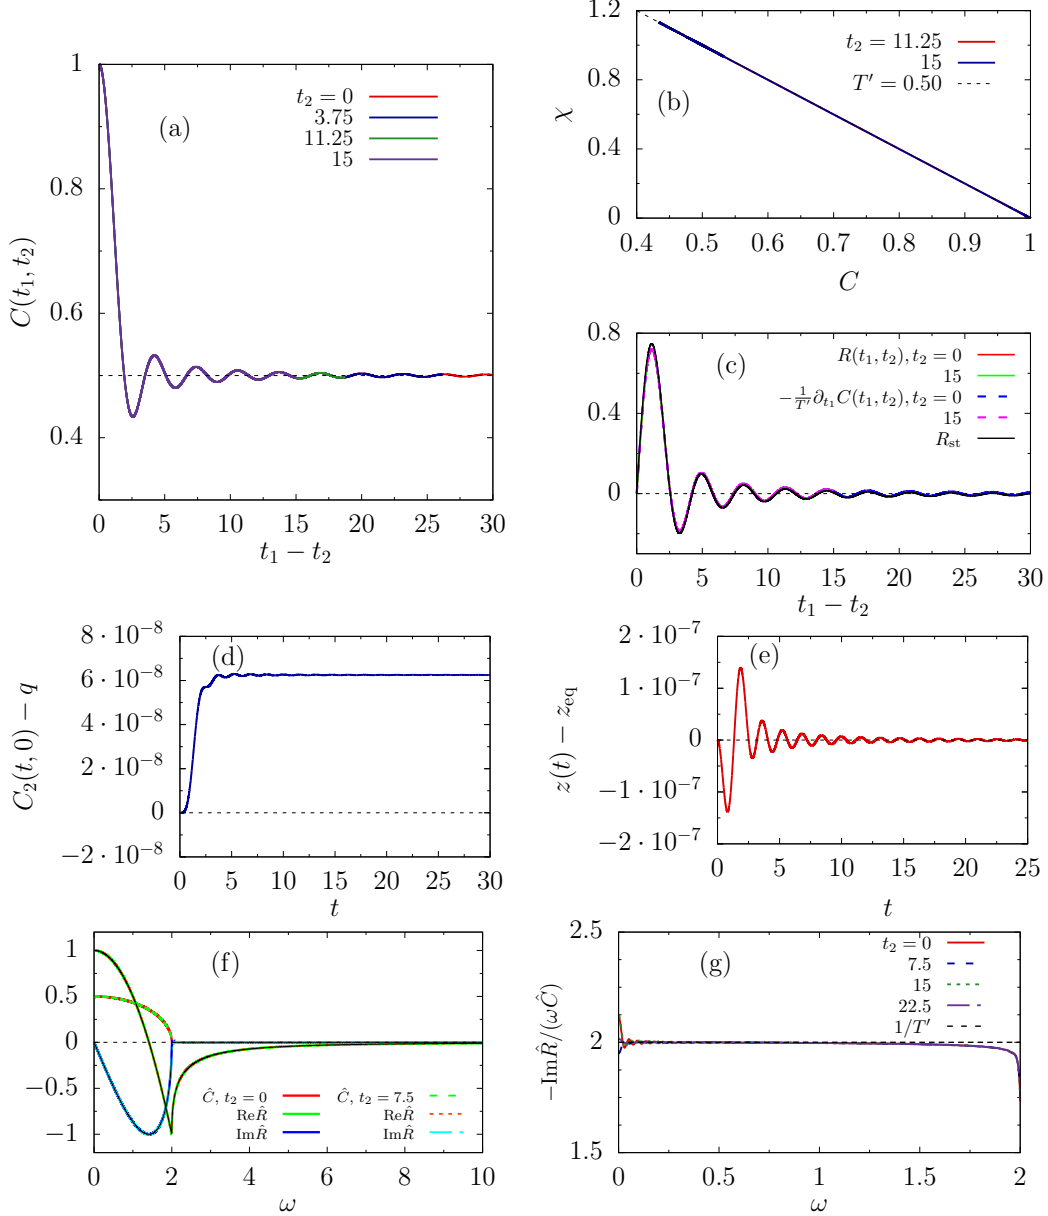 (a)
t₂ = 0
3.75
11.25
15
1
0.8
0.6
0.4
0 5 10 15 20 25 30
C(t₁, t₂)
t₁ − t₂
(b)
t₂ = 11.25
15
T′ = 0.50
1.2
0.8
0.4
0
0.4 0.5 0.6 0.7 0.8 0.9 1
χ
C
(c)
R(t₁, t₂), t₂ = 0
15
−1/T′ ∂t₁C(t₁, t₂), t₂ = 0
15
Rst
0.8
0.4
0
0 5 10 15 20 25 30
t₁ − t₂
(d)
8 · 10⁻⁸
6 · 10⁻⁸
4 · 10⁻⁸
2 · 10⁻⁸
0
−2 · 10⁻⁸
0 5 10 15 20 25 30
C₂(t, 0) − q
t
(e)
2 · 10⁻⁷
1 · 10⁻⁷
0
−1 · 10⁻⁷
−2 · 10⁻⁷
0 5 10 15 20 25
z(t) − zeq
t
(f)
1
0.5
0
−0.5
−1
0 2 4 6 8 10
Ĉ, t₂ = 0
ReR̂
ImR̂
Ĉ, t₂ = 7.5
ReR̂
ImR̂
ω
(g)
t₂ = 0
7.5
15
22.5
1/T′
2.5
2
1.5
0 0.5 1 1.5 2
−ImR̂/(ωĈ)
ω